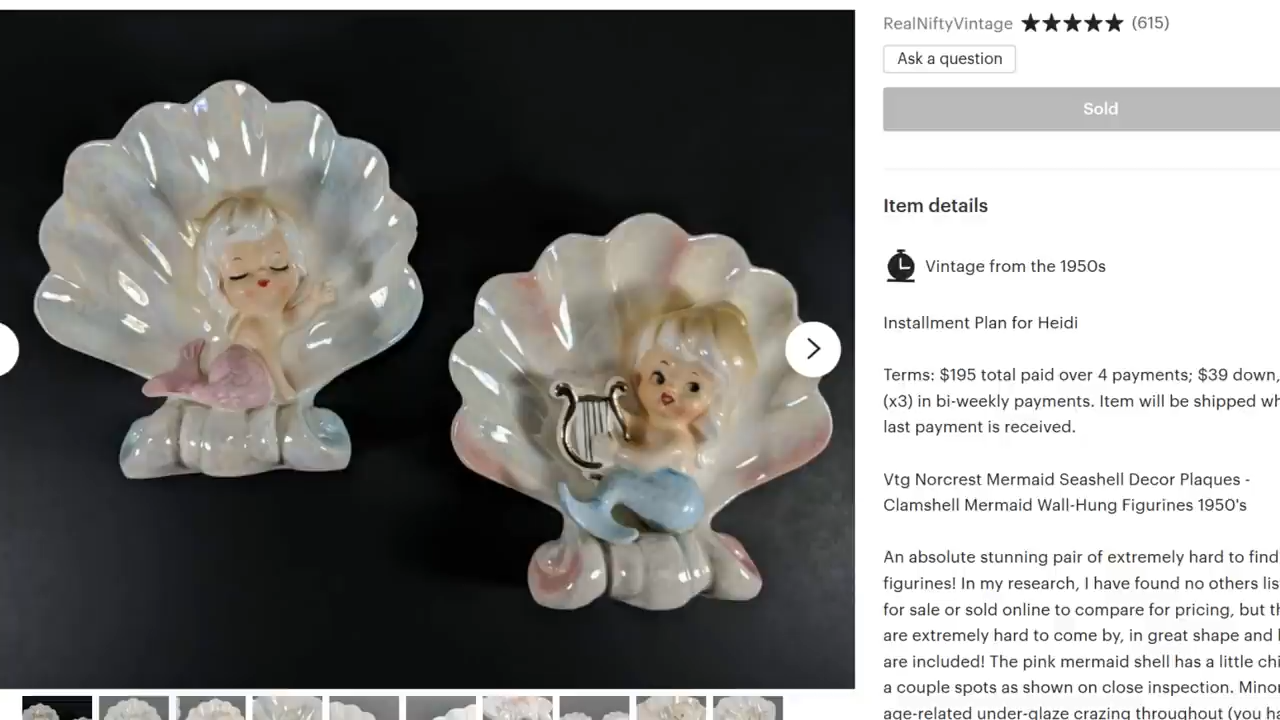 RealNiftyVintage ★★★★★ (615)
Ask a question
Sold
Item details
Vintage from the 1950s
Installment Plan for Heidi
Terms: $195 total paid over 4 payments; $39 down,
(x3) in bi-weekly payments. Item will be shipped
last payment is received.
Vtg Norcrest Mermaid Seashell Decor Plaques -
Clamshell Mermaid Wall-Hung Figurines 1950's
An absolute stunning pair of extremely hard to find
figurines! In my research, I have found no others
for sale or sold online to compare for pricing, but
are extremely hard to come by, in great shape and
are included! The pink mermaid shell has a little
a couple spots as shown on close inspection.
age-related under-glaze crazing throughout (you